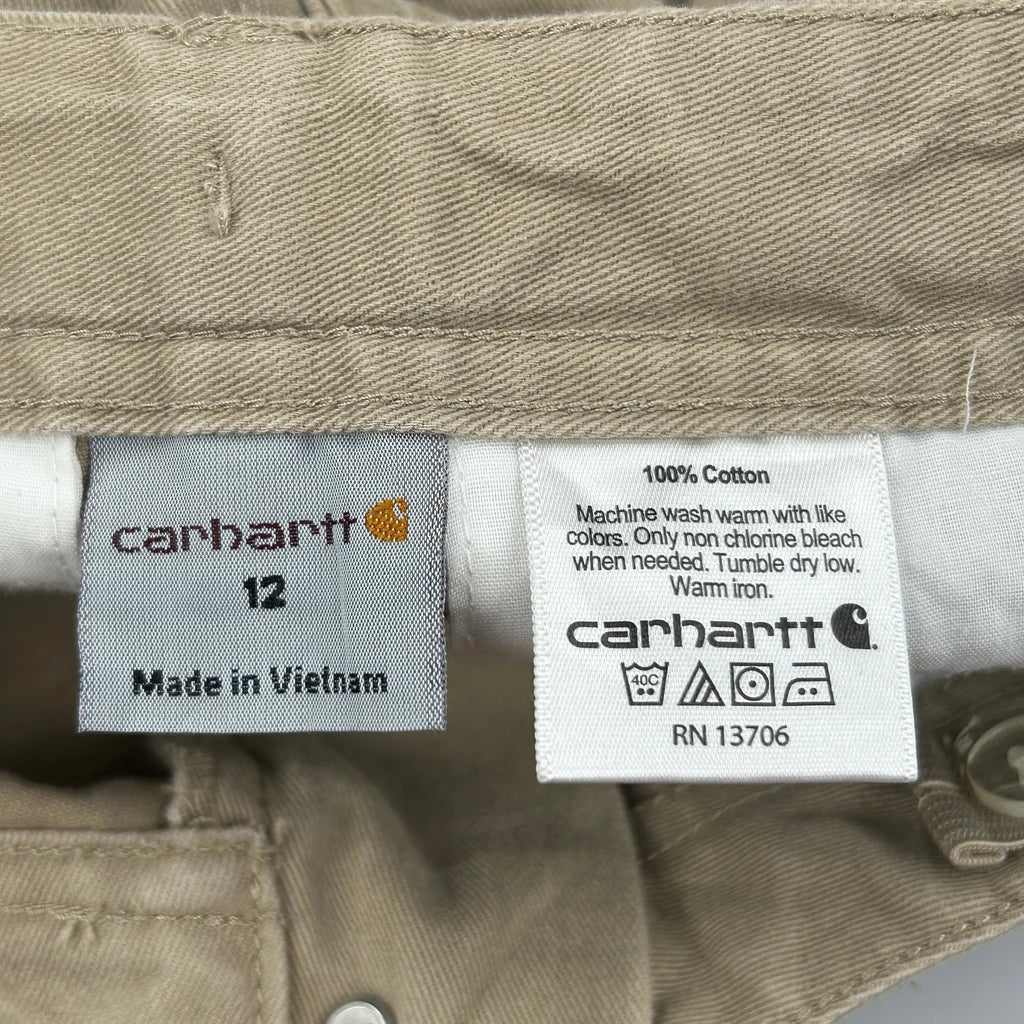 carhartt
12
Made in Vietnam
100% Cotton
Machine wash warm with like
colors. Only non chlorine bleach
when needed. Tumble dry low.
Warm iron.
carhartt
40C
RN 13706